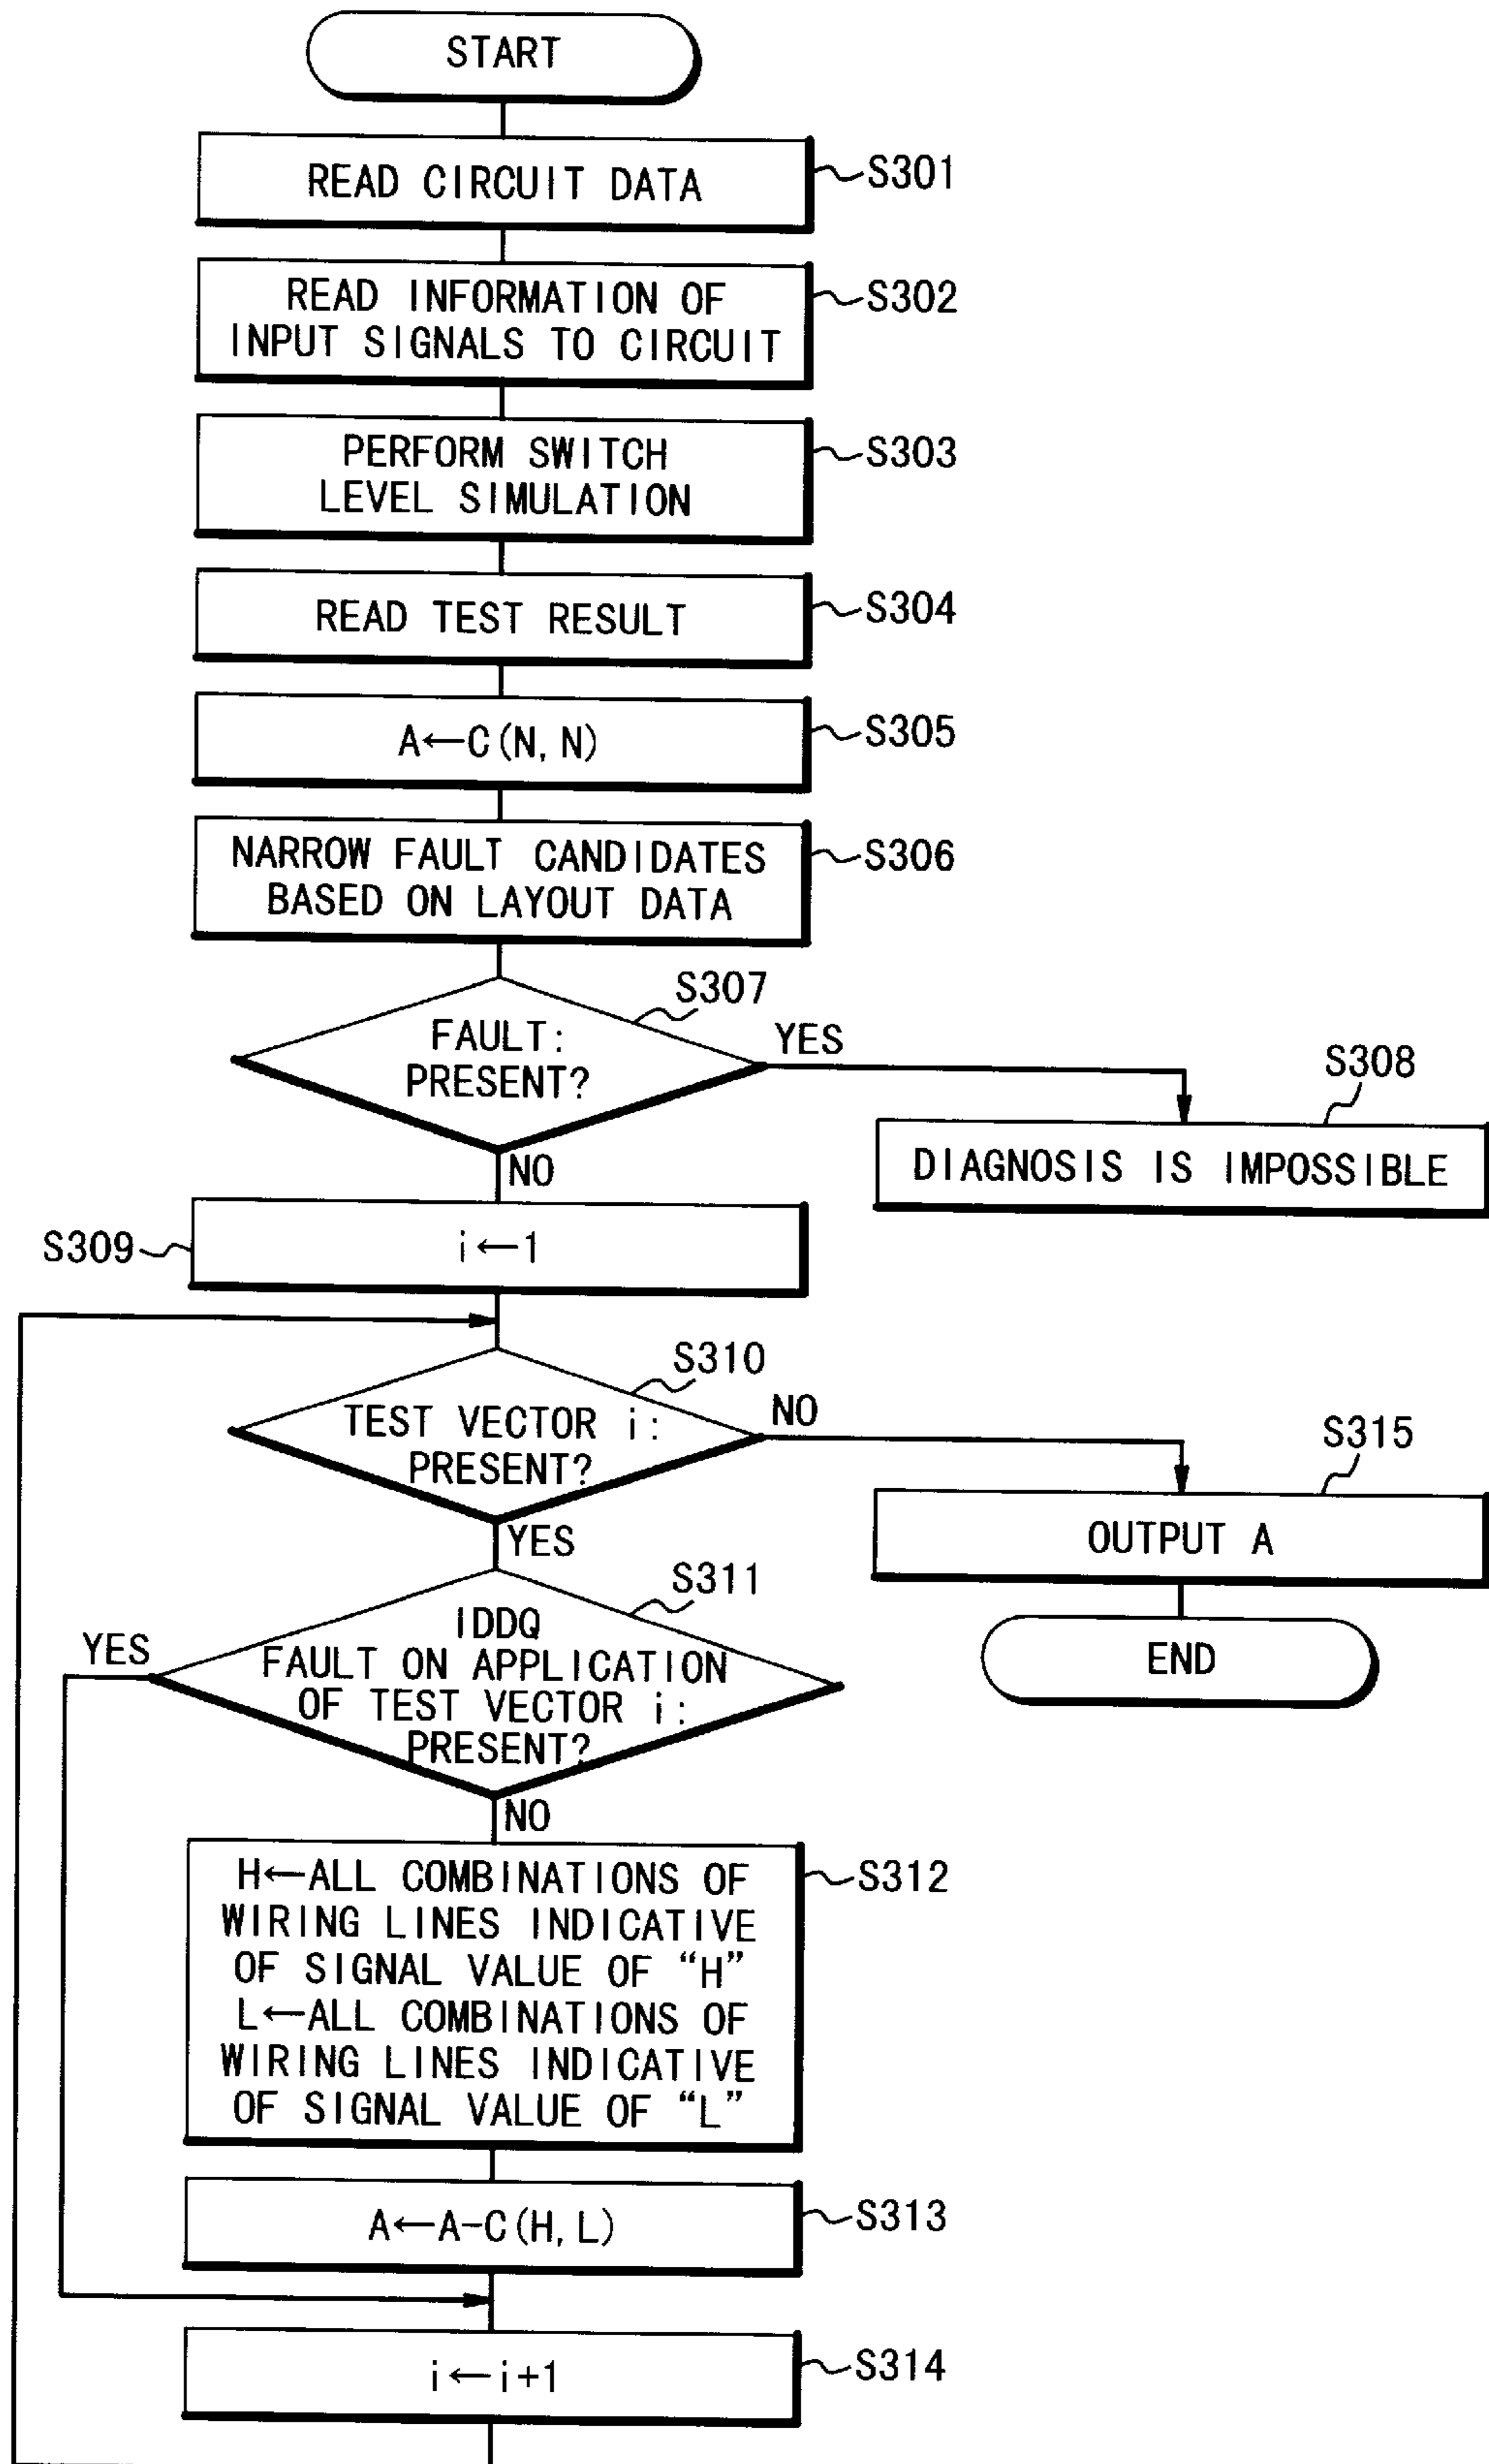 START
READ CIRCUIT DATA
S301
READ INFORMATION OF
INPUT SIGNALS TO CIRCUIT
S302
PERFORM SWITCH
LEVEL SIMULATION
S303
READ TEST RESULT
S304
A←C(N, N)
S305
NARROW FAULT CANDIDATES
BASED ON LAYOUT DATA
S306
S307
FAULT:
PRESENT?
YES
NO
S308
DIAGNOSIS IS IMPOSSIBLE
S309
i←1
S310
TEST VECTOR i:
PRESENT?
NO
YES
S315
OUTPUT A
END
S311
IDDQ
FAULT ON APPLICATION
OF TEST VECTOR i:
PRESENT?
YES
NO
H←ALL COMBINATIONS OF
WIRING LINES INDICATIVE
OF SIGNAL VALUE OF “H”
L←ALL COMBINATIONS OF
WIRING LINES INDICATIVE
OF SIGNAL VALUE OF “L”
S312
A←A-C(H, L)
S313
i←i+1
S314